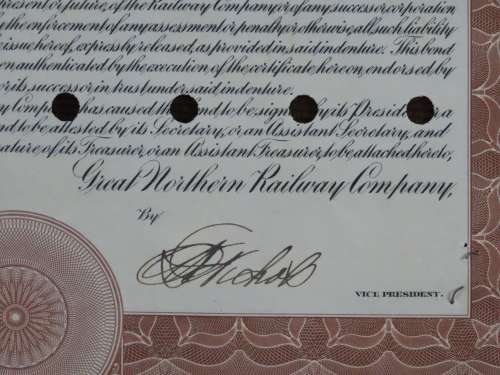 present or future, of the Railway Company or of any successor corporation
the enforcement of any assessment or penalty or otherwise, all such liability
issue hereof, expressly released, as provided in said indenture. This bond
been authenticated by the execution of the certificate hereon, endorsed by
or its successor in trust under said indenture.
Company has caused this bond to be signed by its President or a
and to be attested by its Secretary, or an Assistant Secretary, and
nature of its Treasurer, or an Assistant Treasurer, to be attached hereto,
Great Northern Railway Company,
By
VICE PRESIDENT.